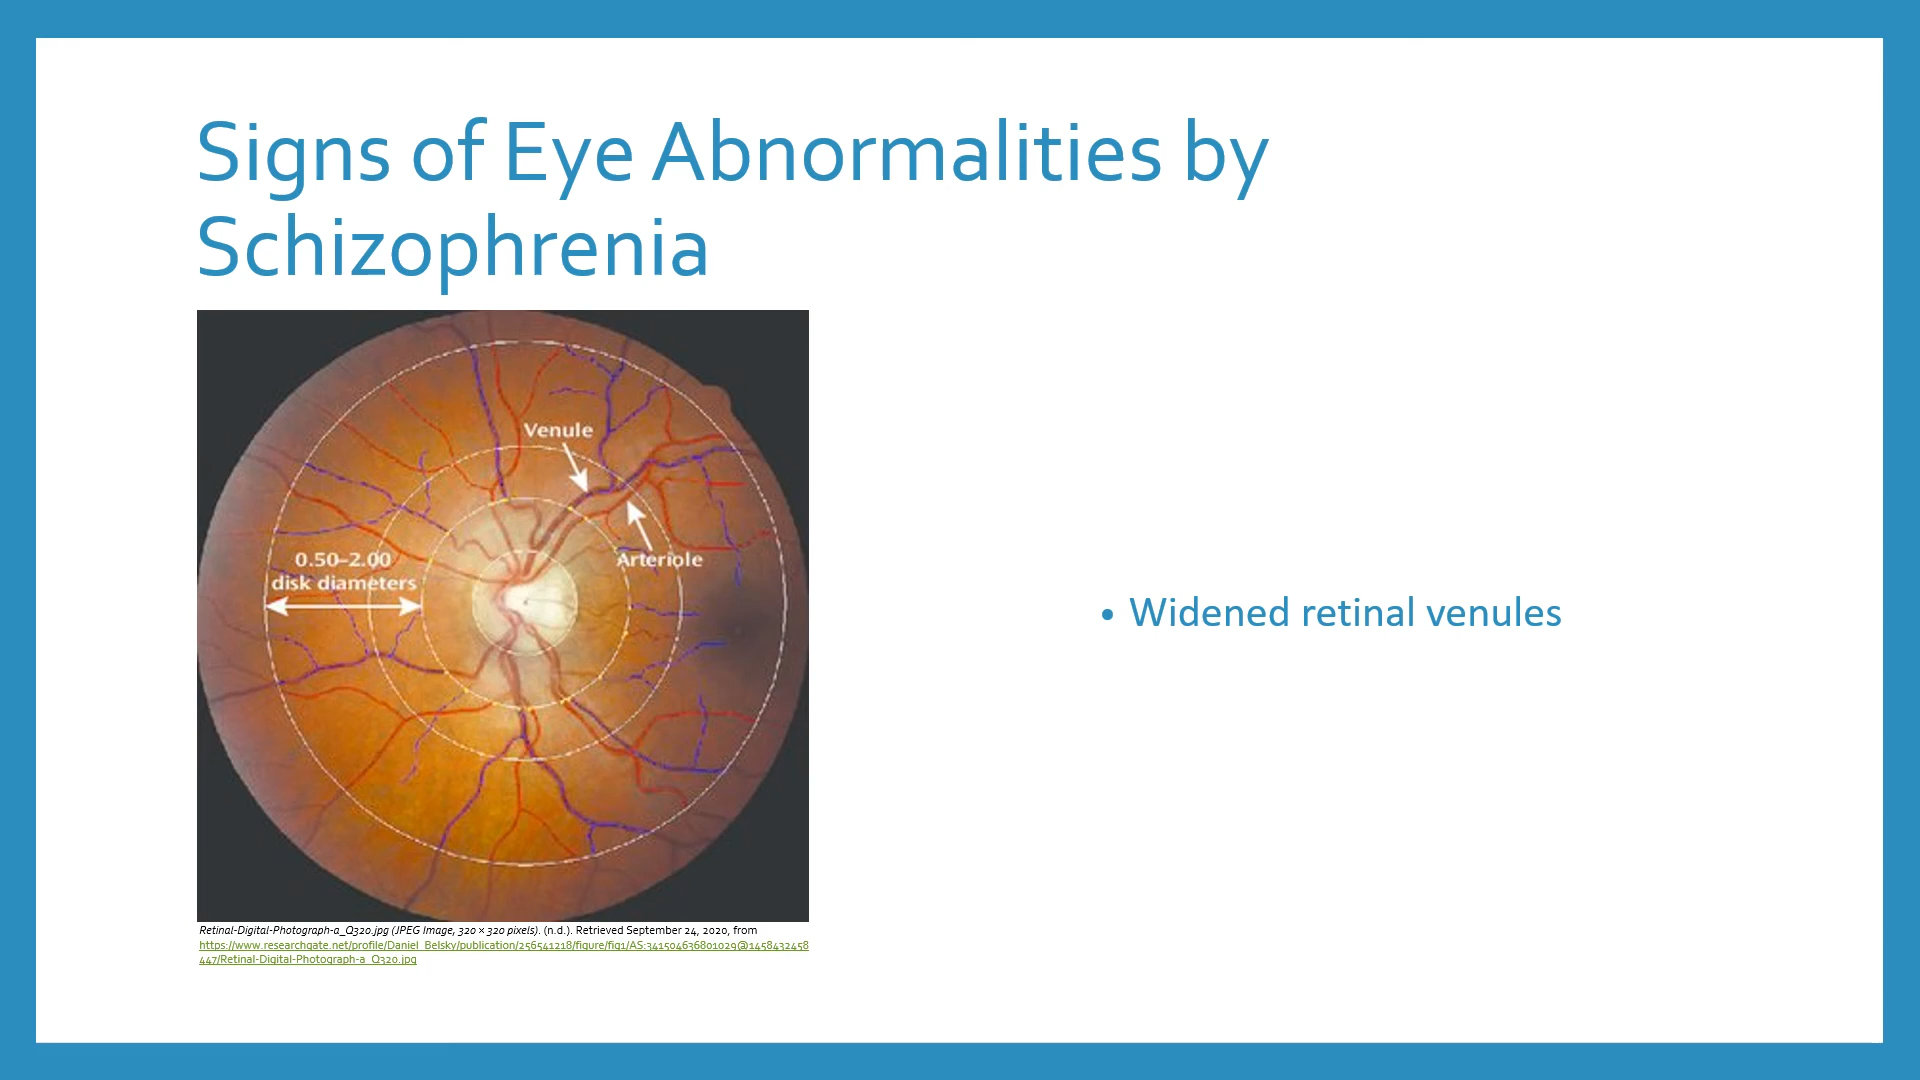 Signs of Eye Abnormalities by
Schizophrenia
Venule
Arteriole
0.50–2.00
disk diameters
• Widened retinal venules
Retinal-Digital-Photograph-a_Q320.jpg (JPEG Image, 320 × 320 pixels). (n.d.). Retrieved September 24, 2020, from
https://www.researchgate.net/profile/Daniel_Belsky/publication/256541218/figure/fig1/AS:341504636801029@1458432458
447/Retinal-Digital-Photograph-a_Q320.jpg